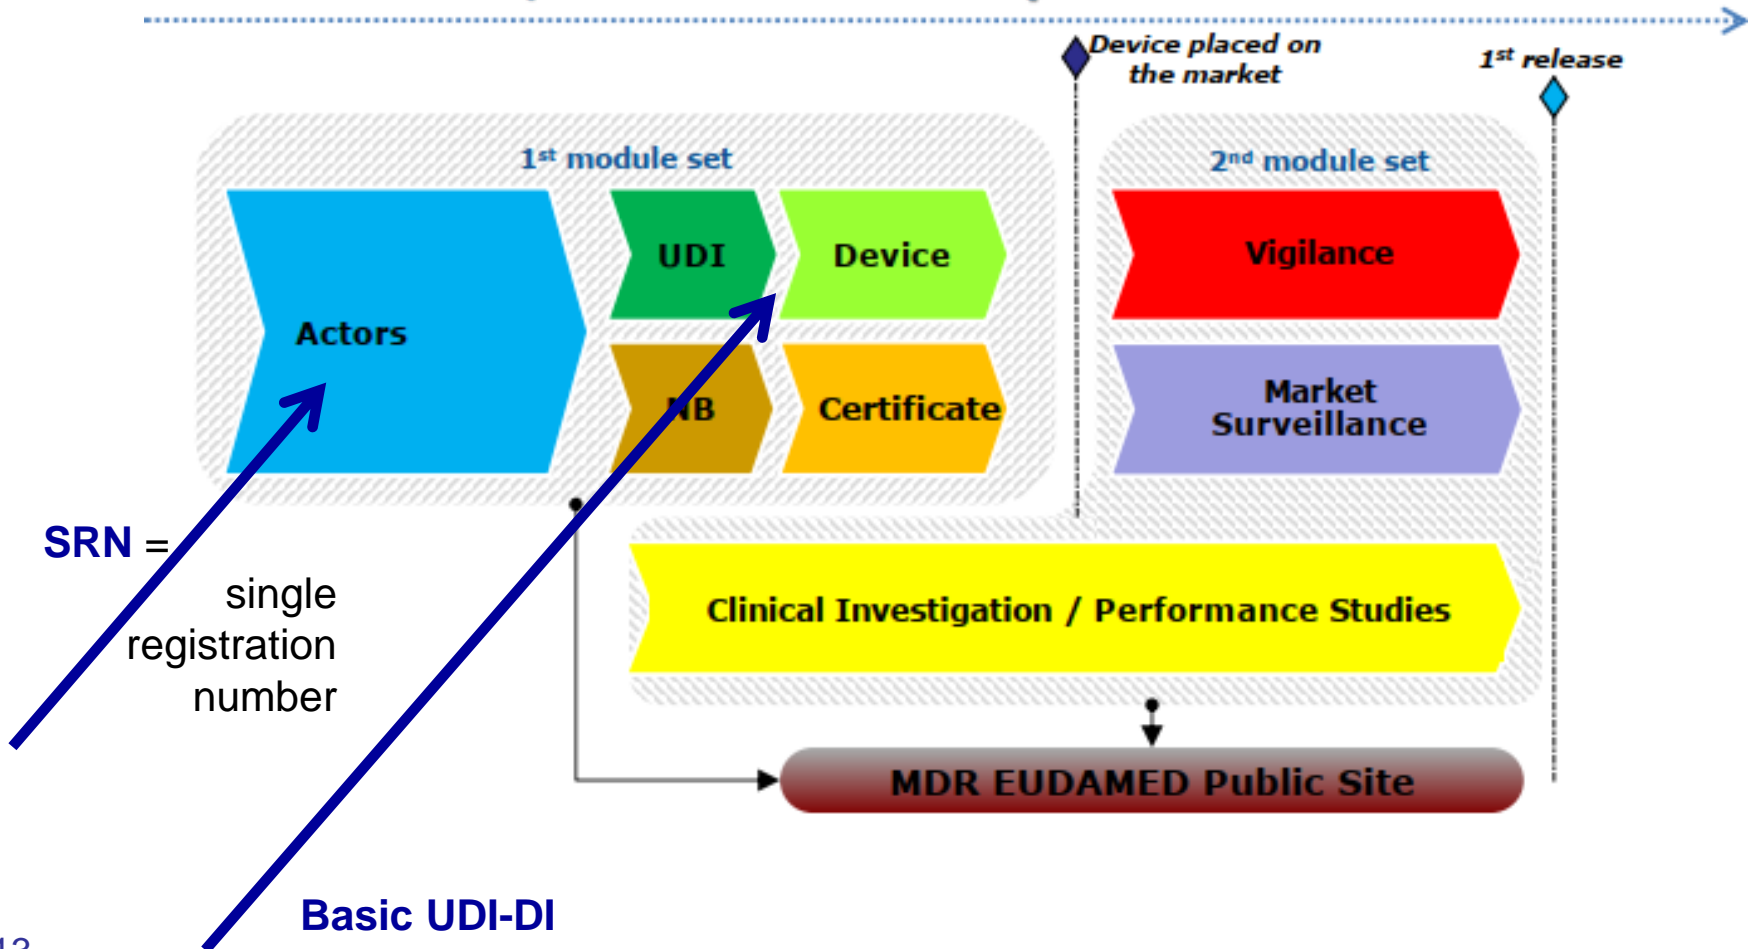 Device placed on
the market
1st release
1st module set
2nd module set
UDI
Device
Vigilance
Actors
NB
Certificate
Market
Surveillance
SRN =
single
registration
number
Clinical Investigation / Performance Studies
MDR EUDAMED Public Site
Basic UDI-DI